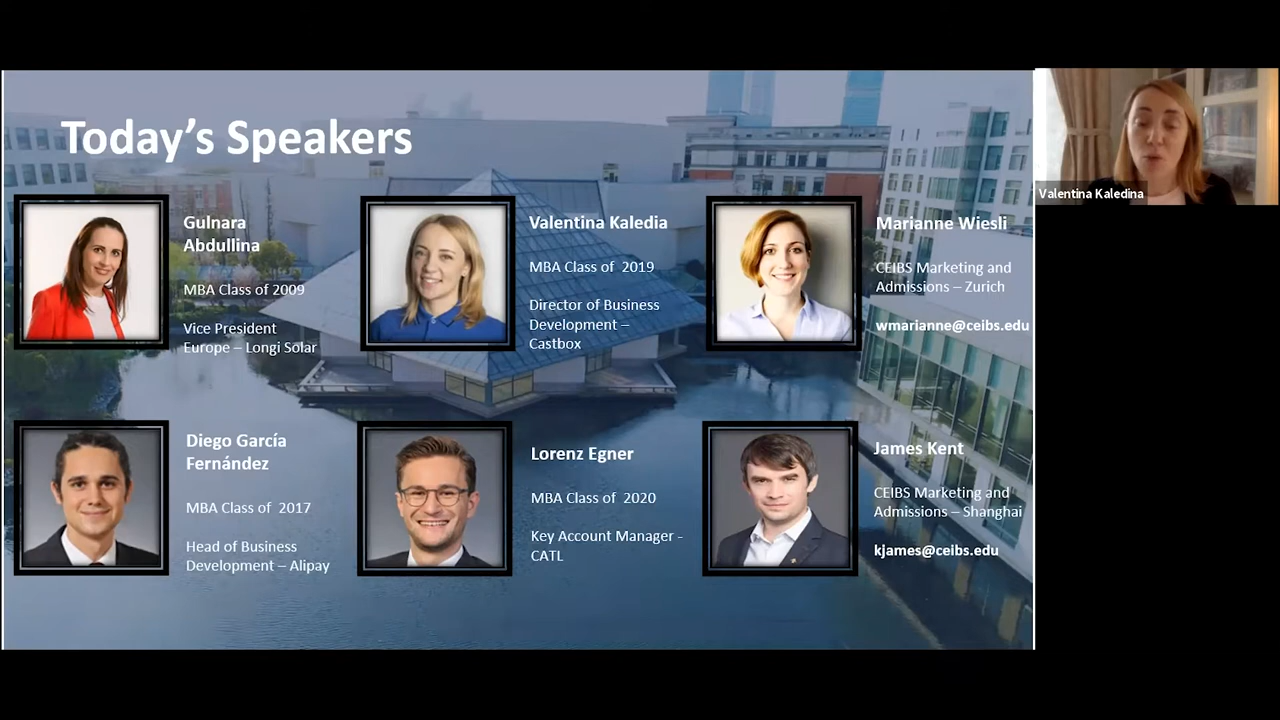 Today's Speakers
Gulnara
Abdullina
MBA Class of 2009
Vice President
Europe – Longi Solar
Valentina Kaledia
MBA Class of  2019
Director of Business
Development –
Castbox
Marianne Wiesli
CEIBS Marketing and
Admissions – Zurich
wmarianne@ceibs.edu
Diego García
Fernández
MBA Class of  2017
Head of Business
Development – Alipay
Lorenz Egner
MBA Class of  2020
Key Account Manager -
CATL
James Kent
CEIBS Marketing and
Admissions – Shanghai
kjames@ceibs.edu
Valentina Kaledina